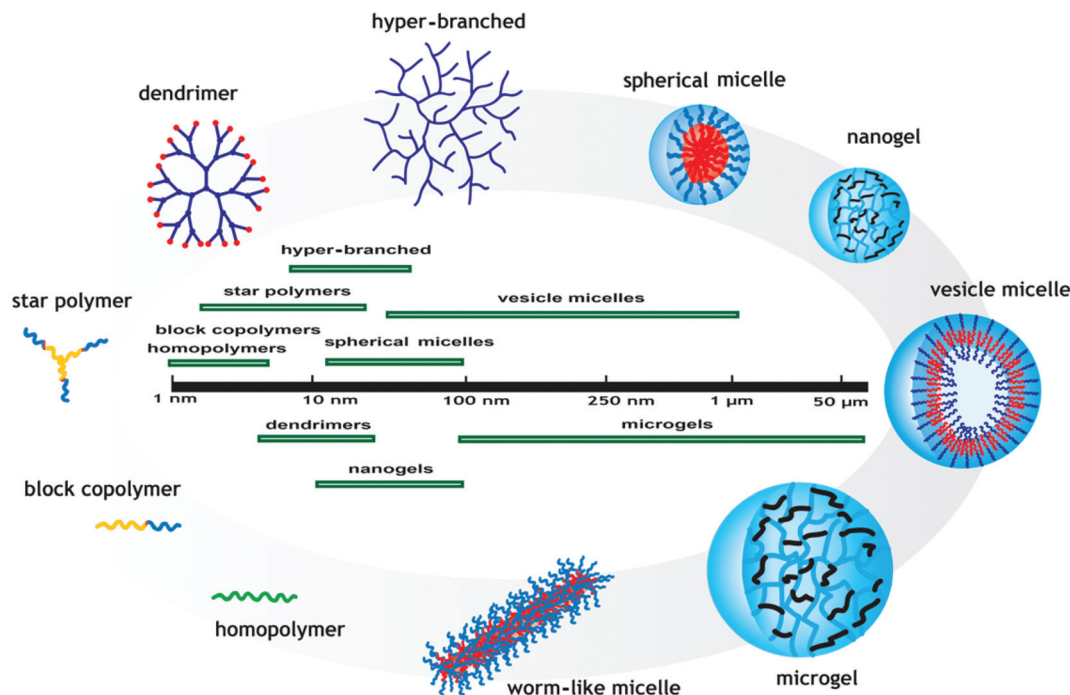 hyper-branched
dendrimer
spherical micelle
nanogel
hyper-branched
star polymers
vesicle micelles
star polymer
vesicle micelle
block copolymers
homopolymers
spherical micelles
1 nm
10 nm
100 nm
250 nm
1 µm
50 µm
dendrimers
microgels
nanogels
block copolymer
homopolymer
worm-like micelle
microgel